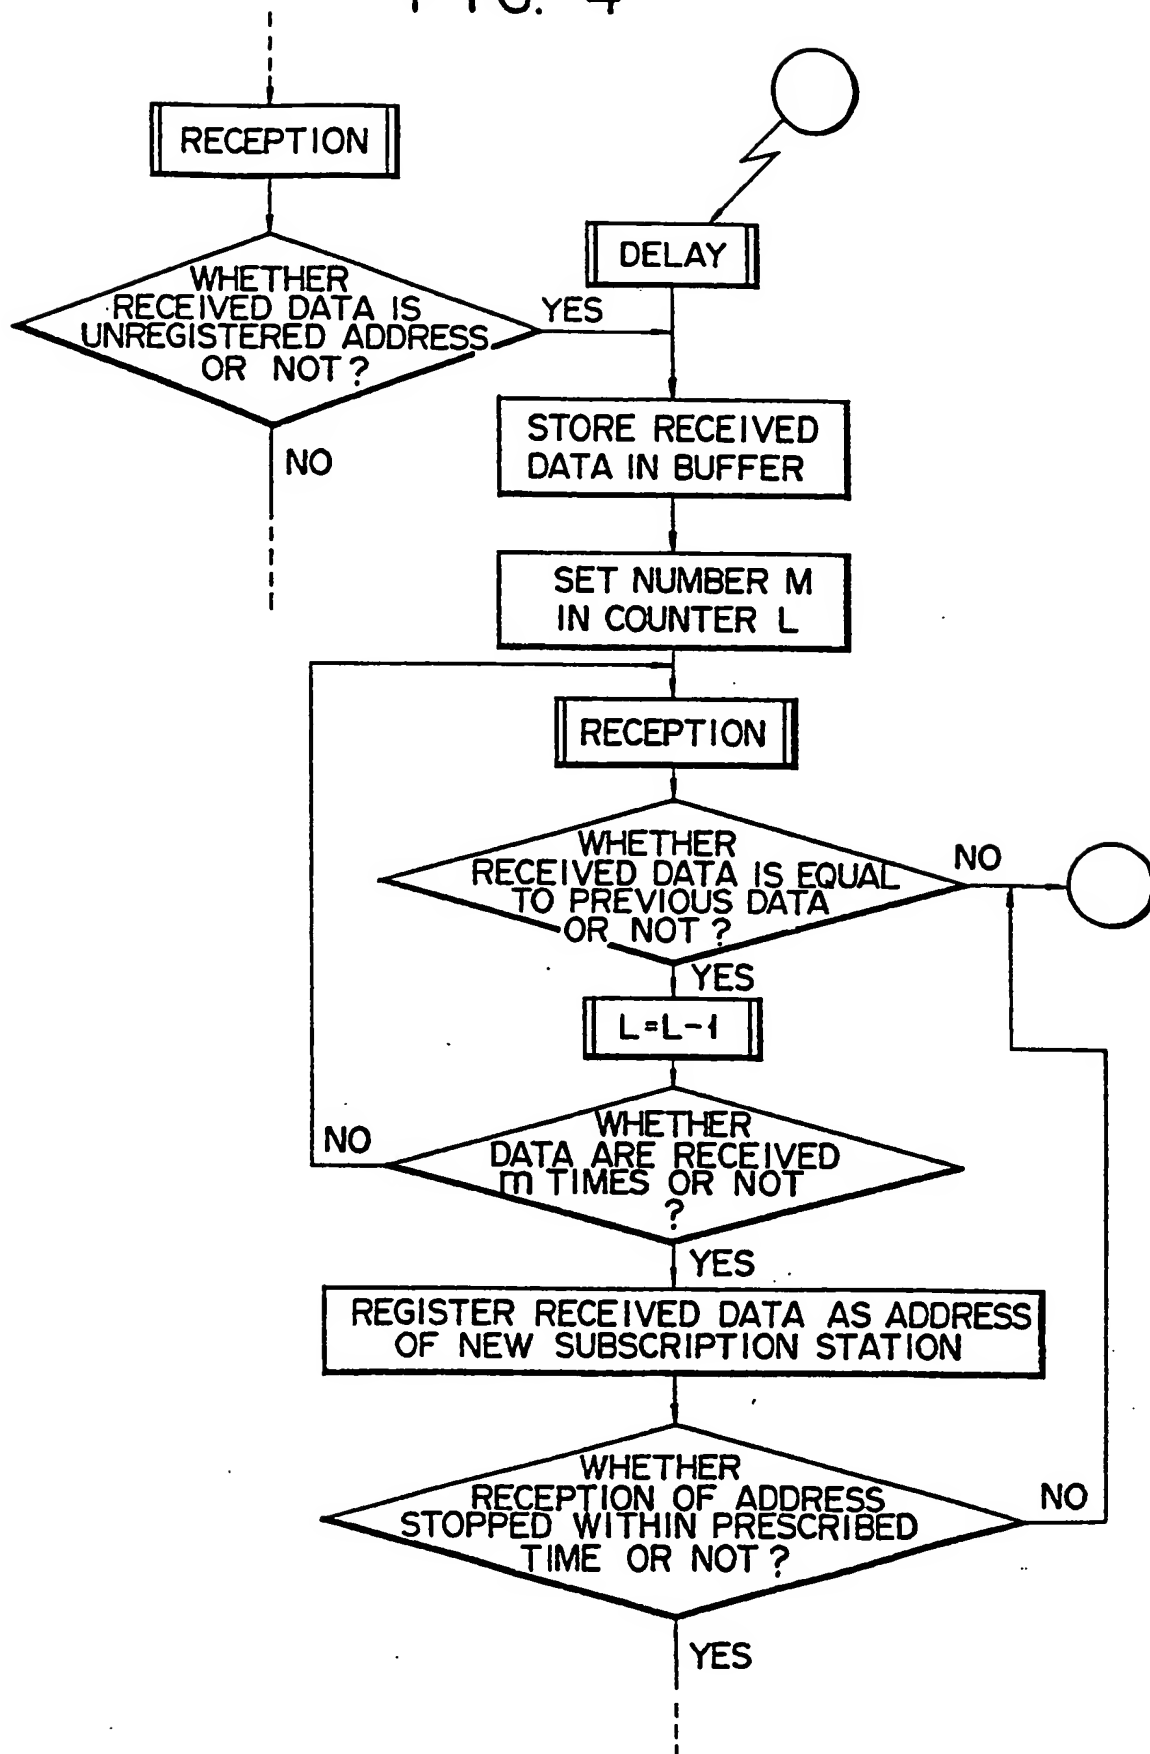 FIG. 4
RECEPTION
WHETHER
RECEIVED DATA IS
UNREGISTERED ADDRESS
OR NOT?
YES
NO
DELAY
STORE RECEIVED
DATA IN BUFFER
SET NUMBER M
IN COUNTER L
RECEPTION
WHETHER
RECEIVED DATA IS EQUAL
TO PREVIOUS DATA
OR NOT?
NO
YES
L=L-1
WHETHER
DATA ARE RECEIVED
m TIMES OR NOT
?
NO
YES
REGISTER RECEIVED DATA AS ADDRESS
OF NEW SUBSCRIPTION STATION
WHETHER
RECEPTION OF ADDRESS
STOPPED WITHIN PRESCRIBED
TIME OR NOT?
NO
YES